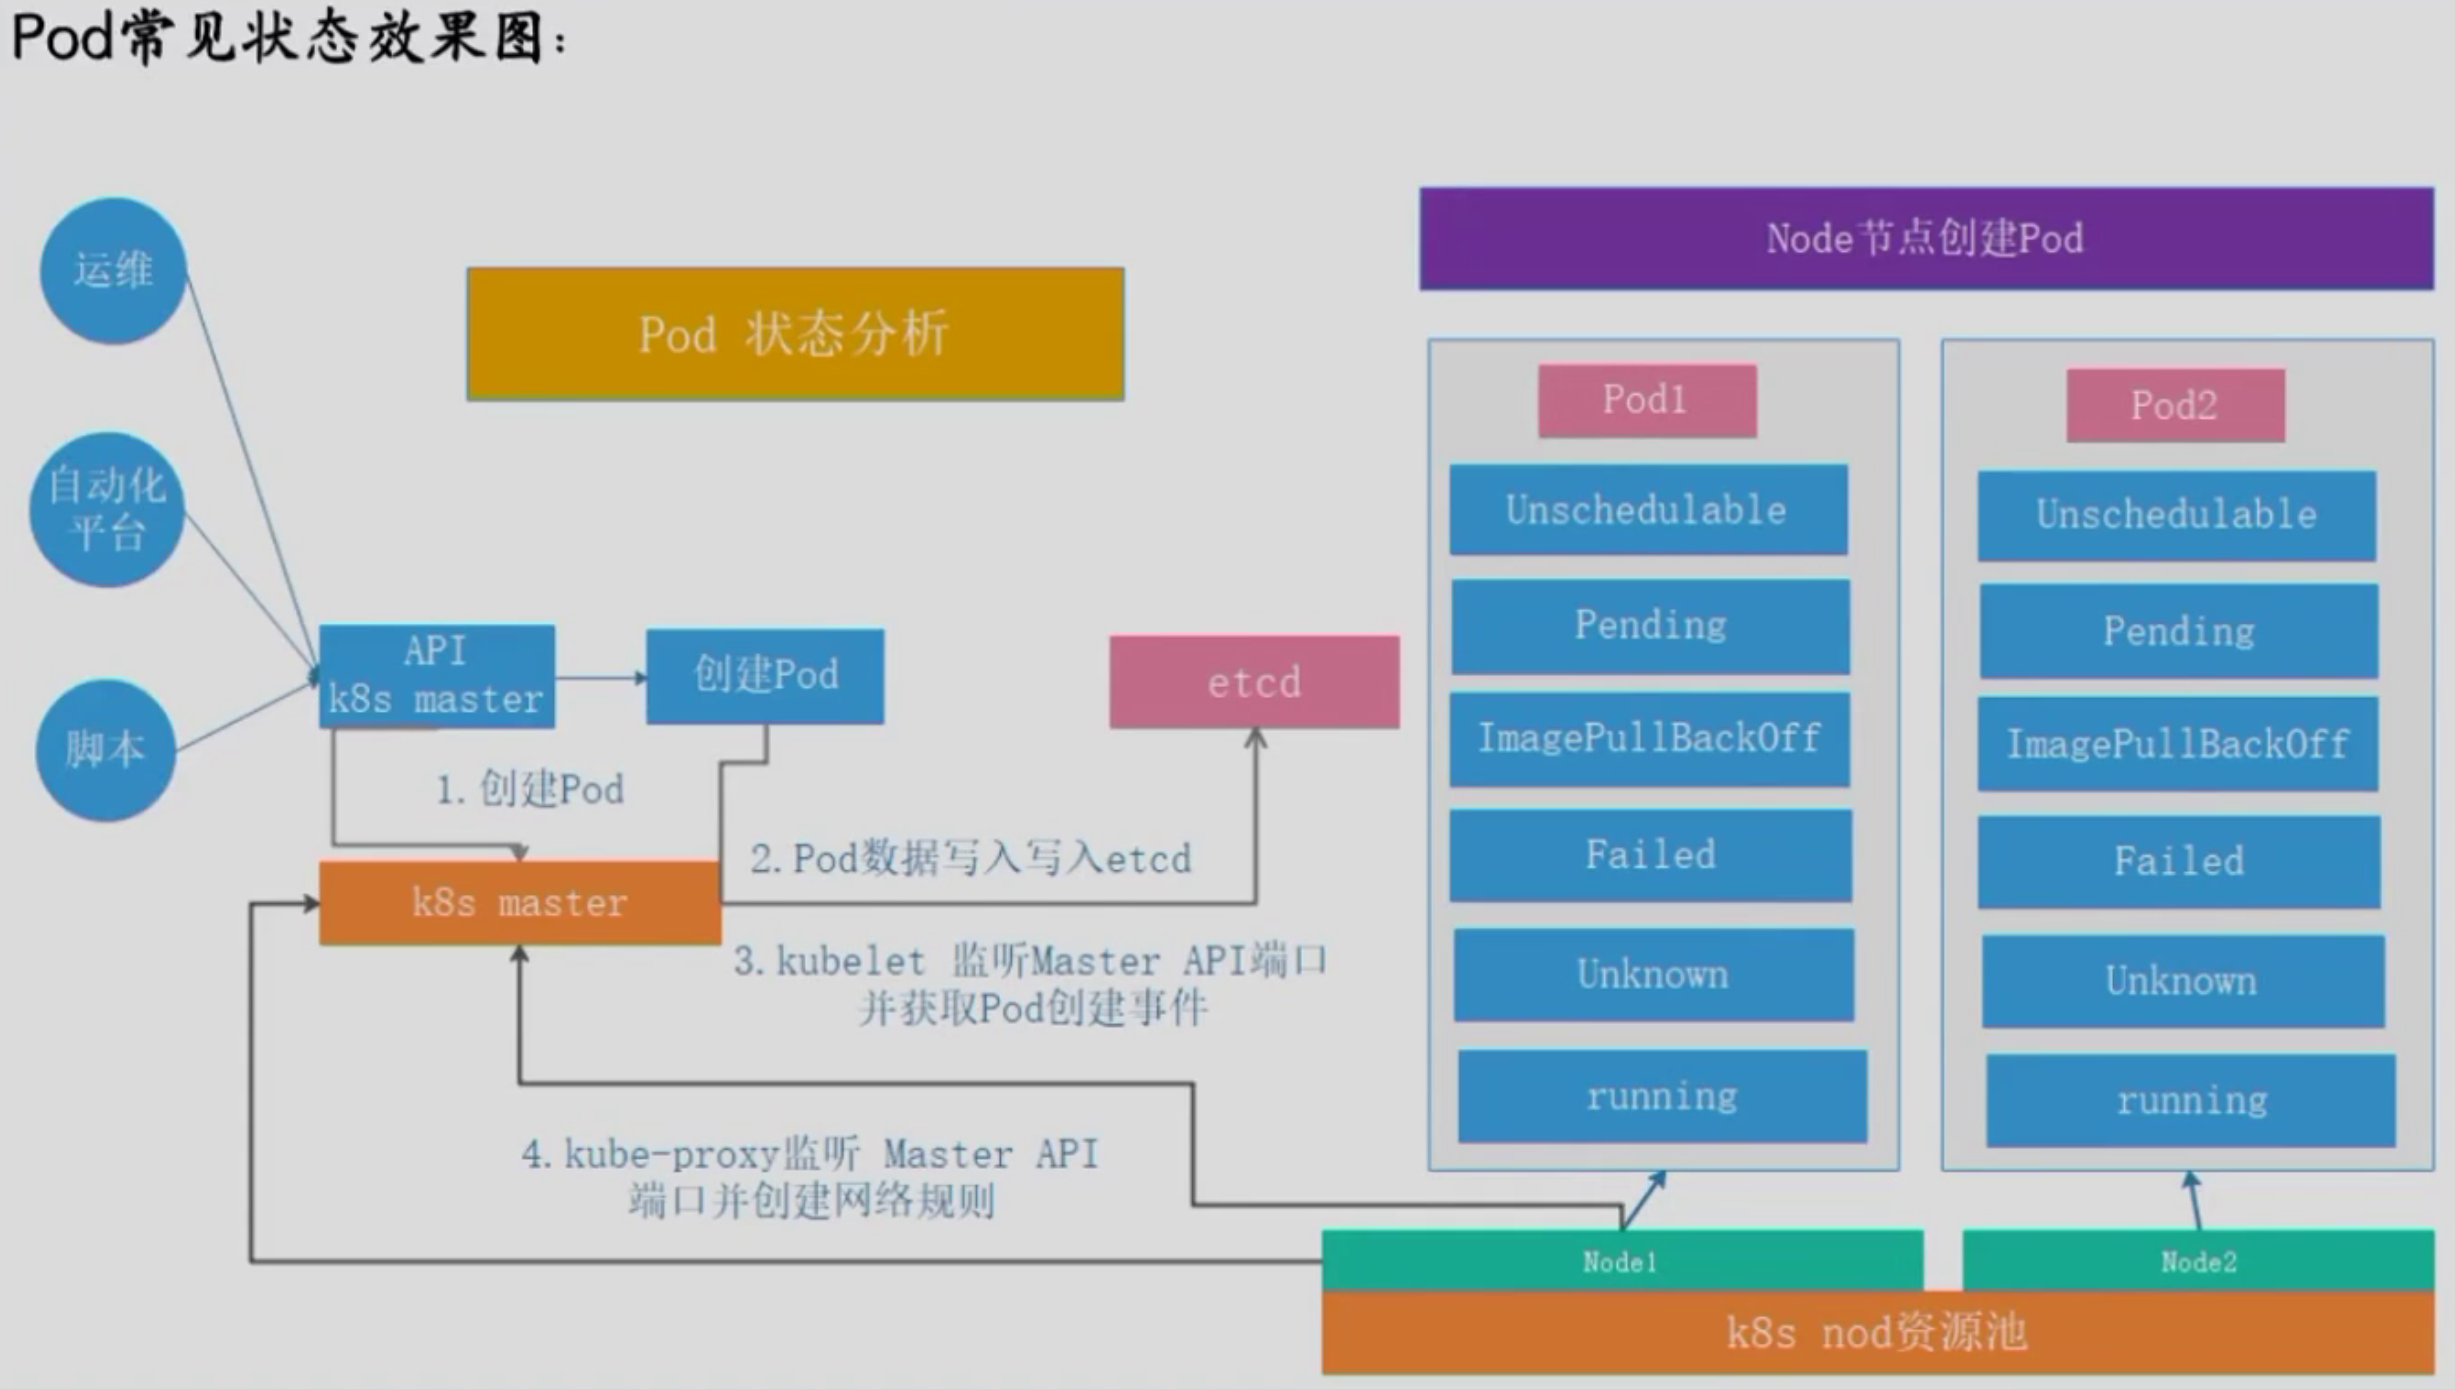 Pod常见状态效果图：
运维
自动化
平台
脚本
Pod 状态分析
API
k8s master
创建Pod
etcd
1.创建Pod
2.Pod数据写入写入etcd
k8s master
3.kubelet 监听Master API端口
并获取Pod创建事件
4.kube-proxy监听 Master API
端口并创建网络规则
Node节点创建Pod
Pod1
Unschedulable
Pending
ImagePullBackOff
Failed
Unknown
running
Pod2
Unschedulable
Pending
ImagePullBackOff
Failed
Unknown
running
Node1
Node2
k8s nod资源池